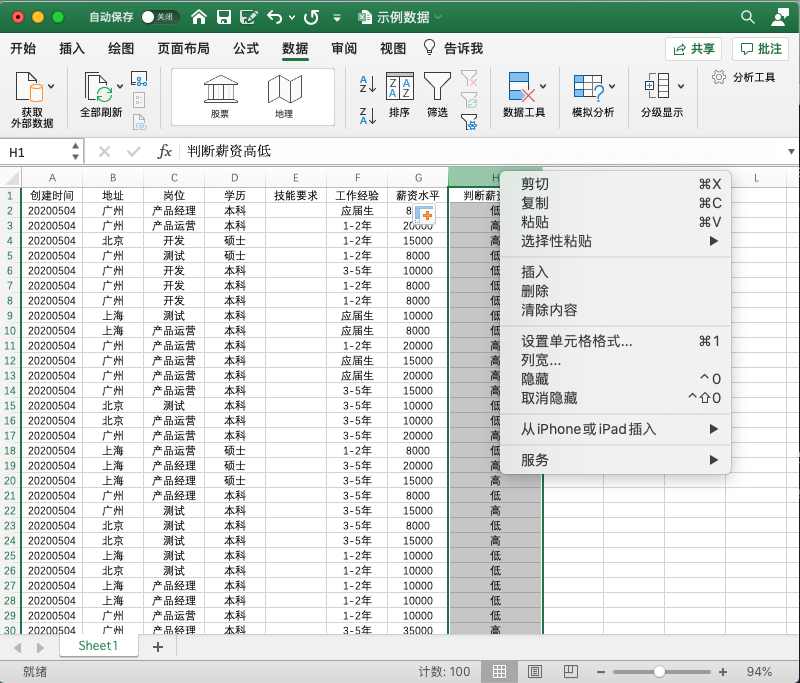 自动保存 关闭 示例数据
开始 插入 绘图 页面布局 公式 数据 审阅 视图 告诉我 共享 批注
获取
外部数据
全部刷新
股票 地理
排序 筛选 数据工具 模拟分析 分级显示 分析工具
H1 fx 判断薪资高低
A B C D E F G H L
1 创建时间 地址 岗位 学历 技能要求 工作经验 薪资水平 判断薪资
2 20200504 广州 产品经理 本科 应届生 8 低
3 20200504 广州 产品运营 本科 1-2年 20000 高
4 20200504 北京 开发 硕士 1-2年 15000 高
5 20200504 广州 测试 硕士 1-2年 8000 低
6 20200504 广州 开发 本科 3-5年 10000 低
7 20200504 广州 开发 本科 1-2年 8000 低
8 20200504 广州 开发 本科 1-2年 8000 低
9 20200504 上海 测试 本科 应届生 10000 低
10 20200504 上海 产品运营 本科 应届生 8000 低
11 20200504 广州 产品运营 本科 1-2年 20000 高
12 20200504 广州 产品运营 本科 应届生 15000 高
13 20200504 广州 产品运营 本科 应届生 20000 高
14 20200504 广州 产品运营 本科 3-5年 15000 高
15 20200504 北京 测试 本科 3-5年 10000 低
16 20200504 北京 产品运营 本科 3-5年 10000 低
17 20200504 广州 产品运营 本科 3-5年 20000 高
18 20200504 上海 产品运营 硕士 1-2年 8000 低
19 20200504 上海 产品经理 硕士 3-5年 20000 高
20 20200504 上海 产品经理 硕士 3-5年 15000 高
21 20200504 广州 产品经理 本科 3-5年 8000 低
22 20200504 广州 测试 本科 3-5年 15000 高
23 20200504 北京 测试 本科 3-5年 8000 低
24 20200504 北京 测试 本科 3-5年 15000 高
25 20200504 上海 测试 本科 1-2年 10000 低
26 20200504 北京 测试 本科 1-2年 10000 低
27 20200504 上海 产品经理 本科 1-2年 10000 低
28 20200504 上海 产品经理 本科 1-2年 10000 低
29 20200504 广州 产品运营 本科 1-2年 10000 低
30 20200504 广州 产品经理 本科 3-5年 35000 高
剪切 ⌘X
复制 ⌘C
粘贴 ⌘V
选择性粘贴
插入
删除
清除内容
设置单元格格式... ⌘1
列宽...
隐藏 ^0
取消隐藏 ^⇧0
从 iPhone 或 iPad 插入
服务
Sheet1 +
就绪 计数: 100 94%